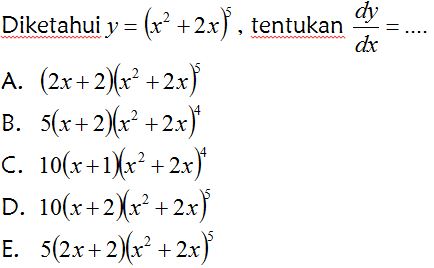 Diketahui y = (x² + 2x)⁵ , tentukan dy/dx = ....
A. (2x + 2)(x² + 2x)⁵
B. 5(x + 2)(x² + 2x)⁴
C. 10(x + 1)(x² + 2x)⁴
D. 10(x + 2)(x² + 2x)⁵
E. 5(2x + 2)(x² + 2x)⁵